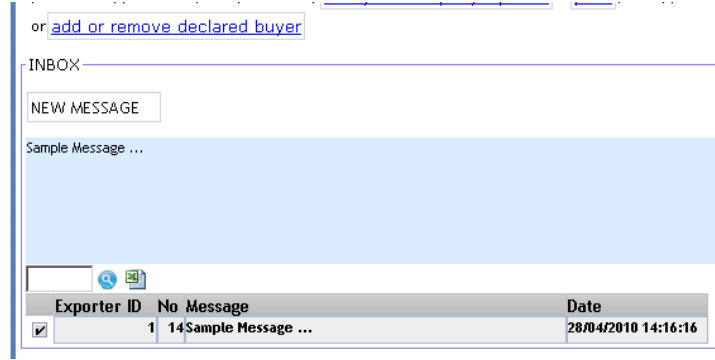 or add or remove declared buyer
INBOX
NEW MESSAGE
Sample Message ...
Exporter ID No Message Date
1 14 Sample Message ... 28/04/2010 14:16:16